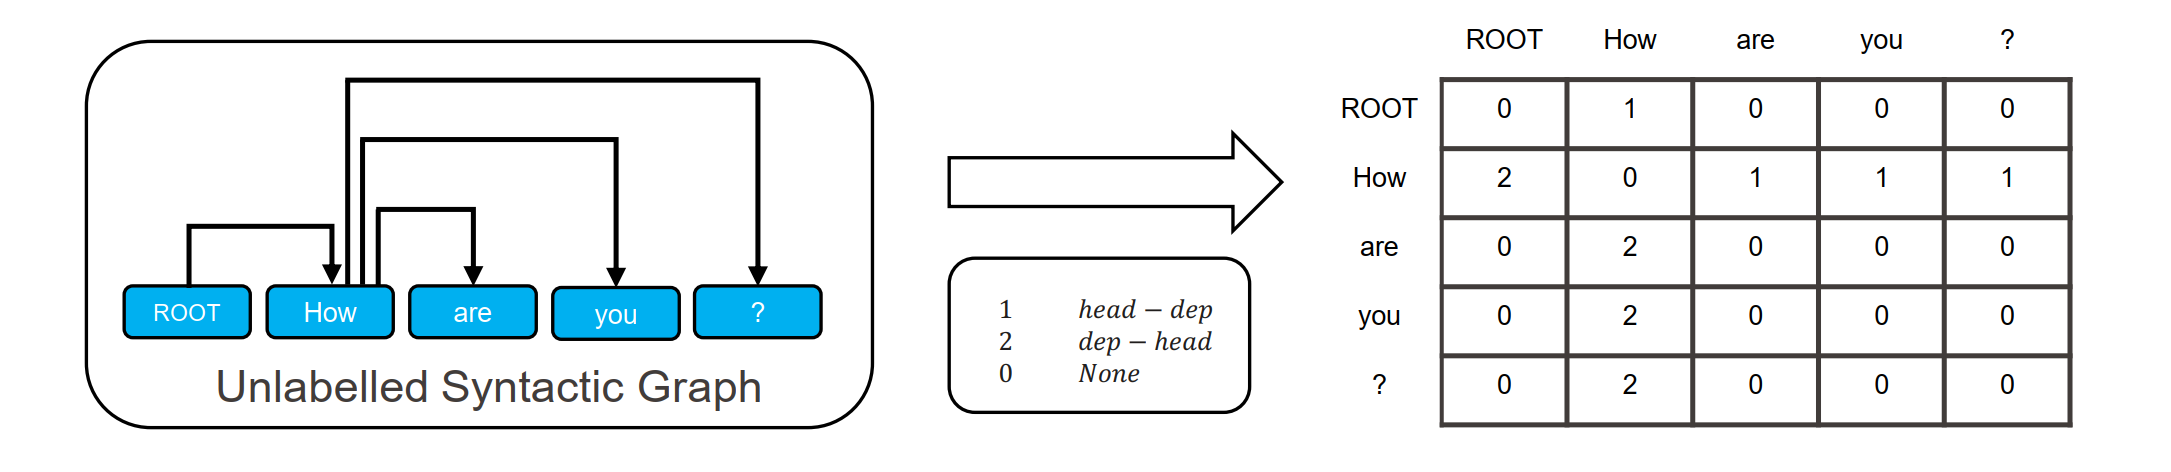 ROOT How are you ?
Unlabelled Syntactic Graph
1 head − dep
2 dep − head
0 None
ROOT How are you ?
ROOT 0 1 0 0 0
How 2 0 1 1 1
are 0 2 0 0 0
you 0 2 0 0 0
? 0 2 0 0 0